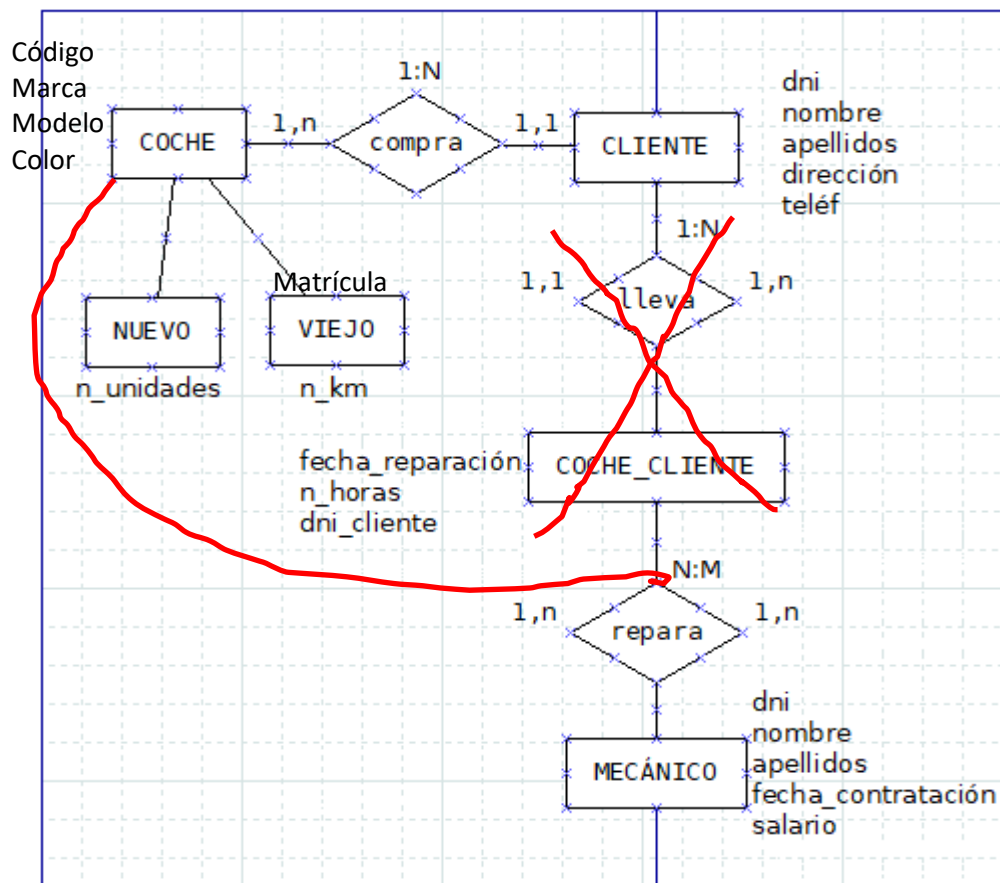 Código
Marca
Modelo
Color
COCHE
1,n
1:N
compra
1,1
CLIENTE
dni
nombre
apellidos
dirección
teléf
1:N
1,1
lleva
1,n
Matrícula
NUEVO
VIEJO
n_unidades
n_km
fecha_reparación
n_horas
dni_cliente
COCHE_CLIENTE
N:M
1,n
repara
1,n
MECÁNICO
dni
nombre
apellidos
fecha_contratación
salario